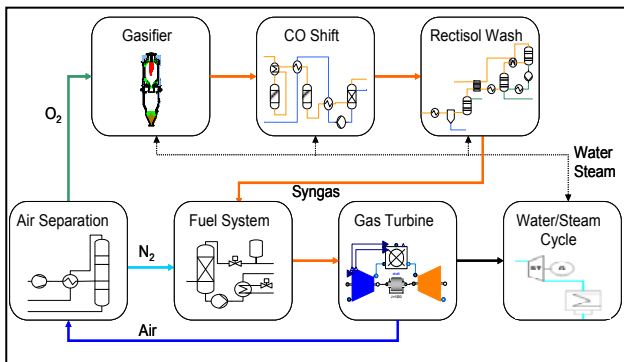 Gasifier
CO Shift
Rectisol Wash
O2
Water
Steam
Syngas
Air Separation
Fuel System
Gas Turbine
Water/Steam
Cycle
N2
Air